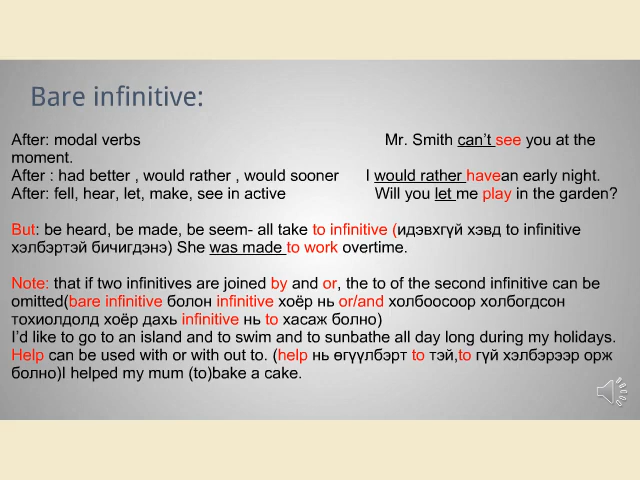 Bare infinitive:
After: modal verbs Mr. Smith can't see you at the
moment.
After : had better , would rather , would sooner I would rather havean early night.
After: fell, hear, let, make, see in active Will you let me play in the garden?
But: be heard, be made, be seem- all take to infinitive (идэвхгүй хэвд to infinitive
хэлбэртэй бичигдэнэ) She was made to work overtime.
Note: that if two infinitives are joined by and or, the to of the second infinitive can be
omitted(bare infinitive болон infinitive хоёр нь or/and холбоосоор холбогдсон
тохиолдолд хоёр дахь infinitive нь to хасаж болно)
I'd like to go to an island and to swim and to sunbathe all day long during my holidays.
Help can be used with or with out to. (help нь өгүүлбэрт to тэй,to гүй хэлбэрээр орж
болно)I helped my mum (to)bake a cake.